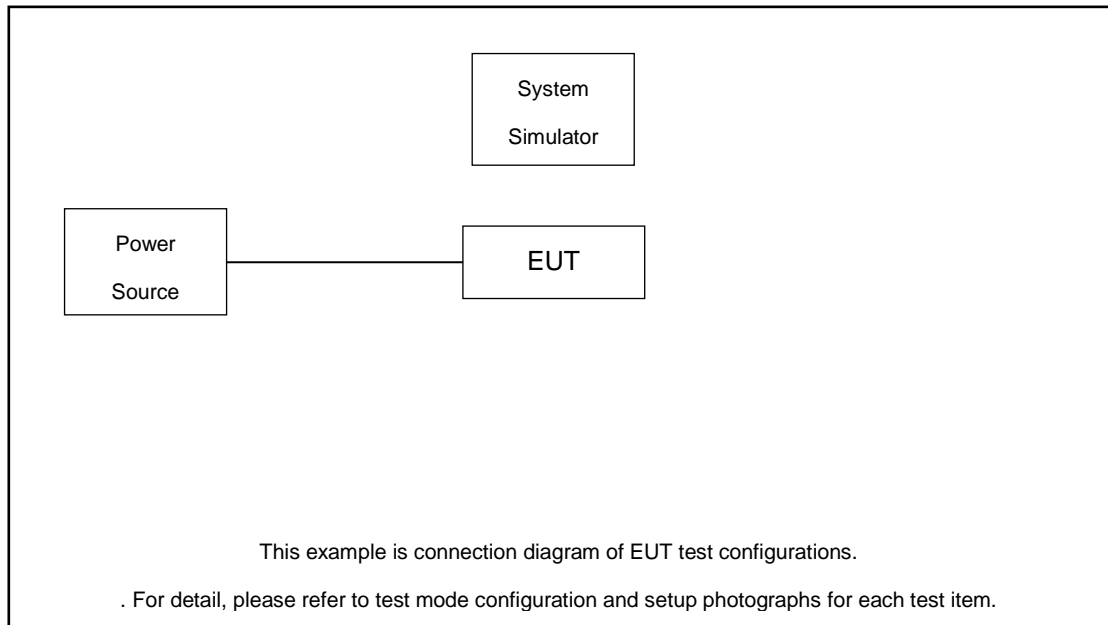 System
Simulator
Power
Source
EUT
This example is connection diagram of EUT test configurations.
. For detail, please refer to test mode configuration and setup photographs for each test item.